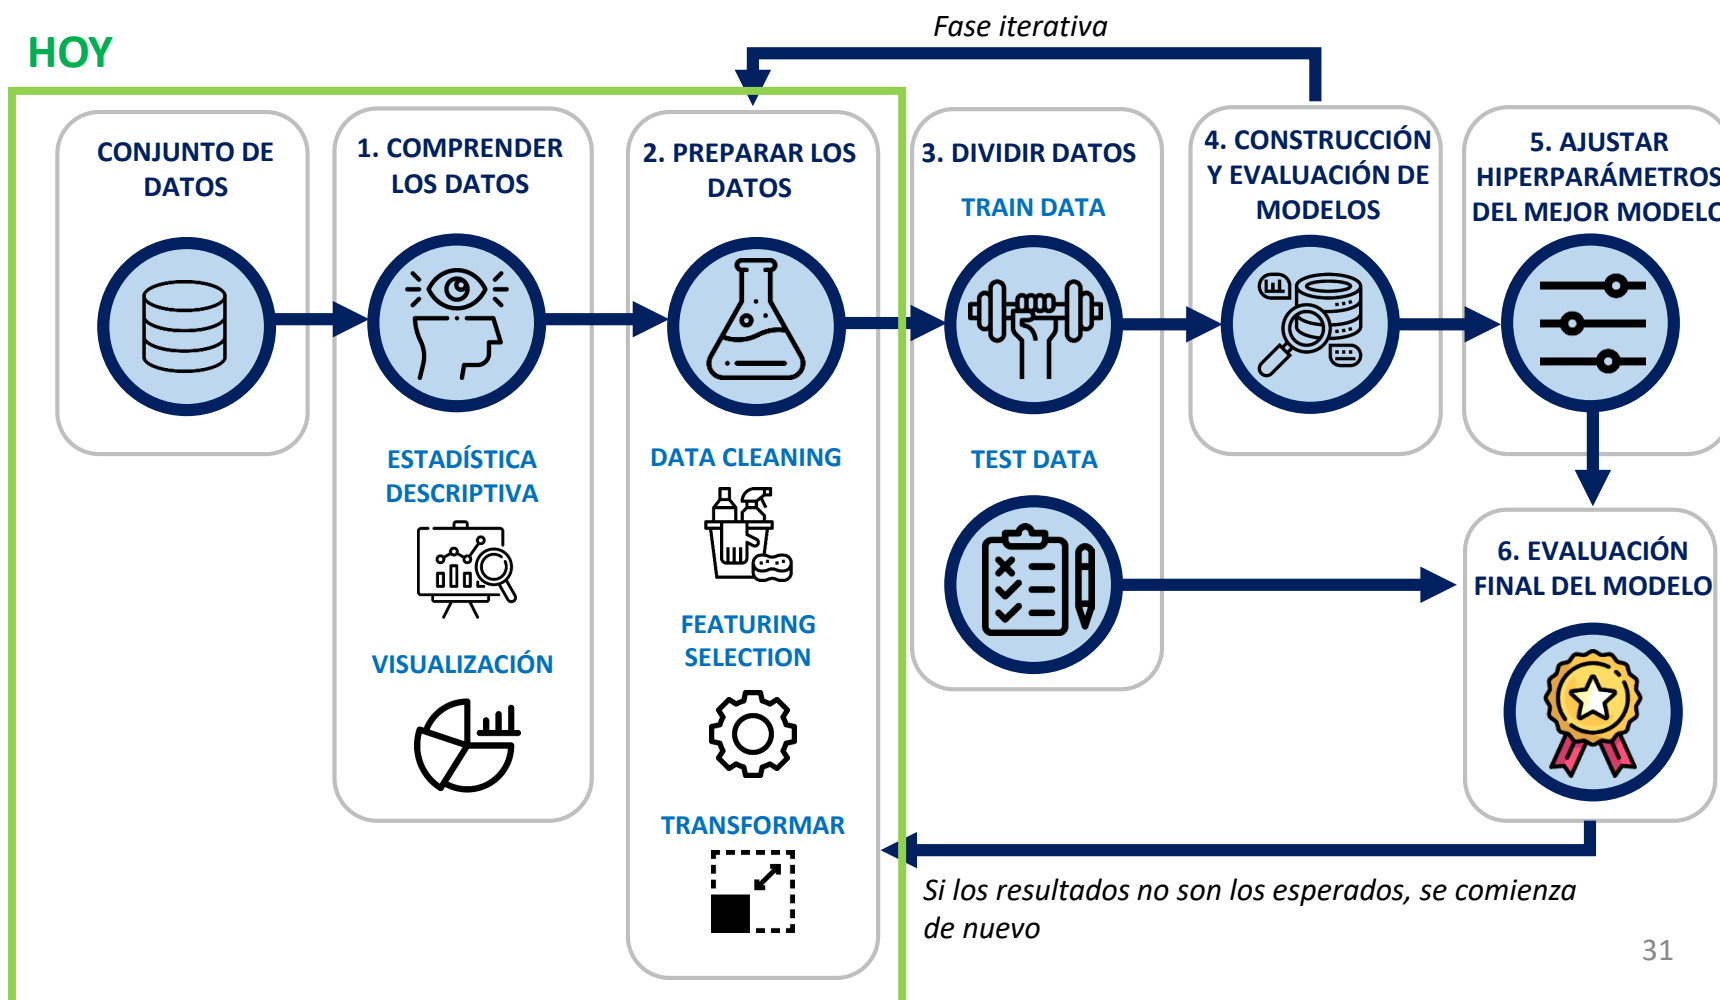 Fase iterativa
HOY
CONJUNTO DE
DATOS
1. COMPRENDER
LOS DATOS
ESTADÍSTICA
DESCRIPTIVA
VISUALIZACIÓN
2. PREPARAR LOS
DATOS
DATA CLEANING
FEATURING
SELECTION
TRANSFORMAR
3. DIVIDIR DATOS
TRAIN DATA
TEST DATA
4. CONSTRUCCIÓN
Y EVALUACIÓN DE
MODELOS
5. AJUSTAR
HIPERPARÁMETROS
DEL MEJOR MODELO
6. EVALUACIÓN
FINAL DEL MODELO
Si los resultados no son los esperados, se comienza
de nuevo
31